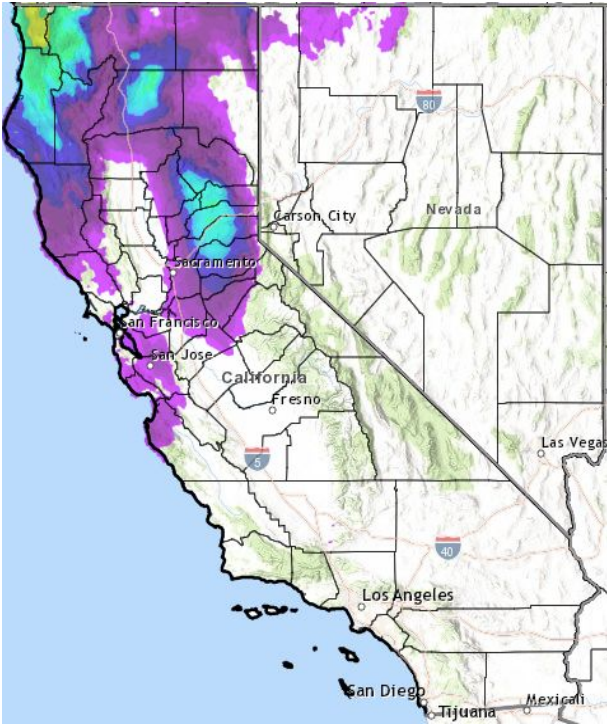 80
Carson City
Nevada
Sacramento
San Francisco
San Jose
California
Fresno
Las Vegas
5
40
Los Angeles
San Diego
Tijuana
Mexicali